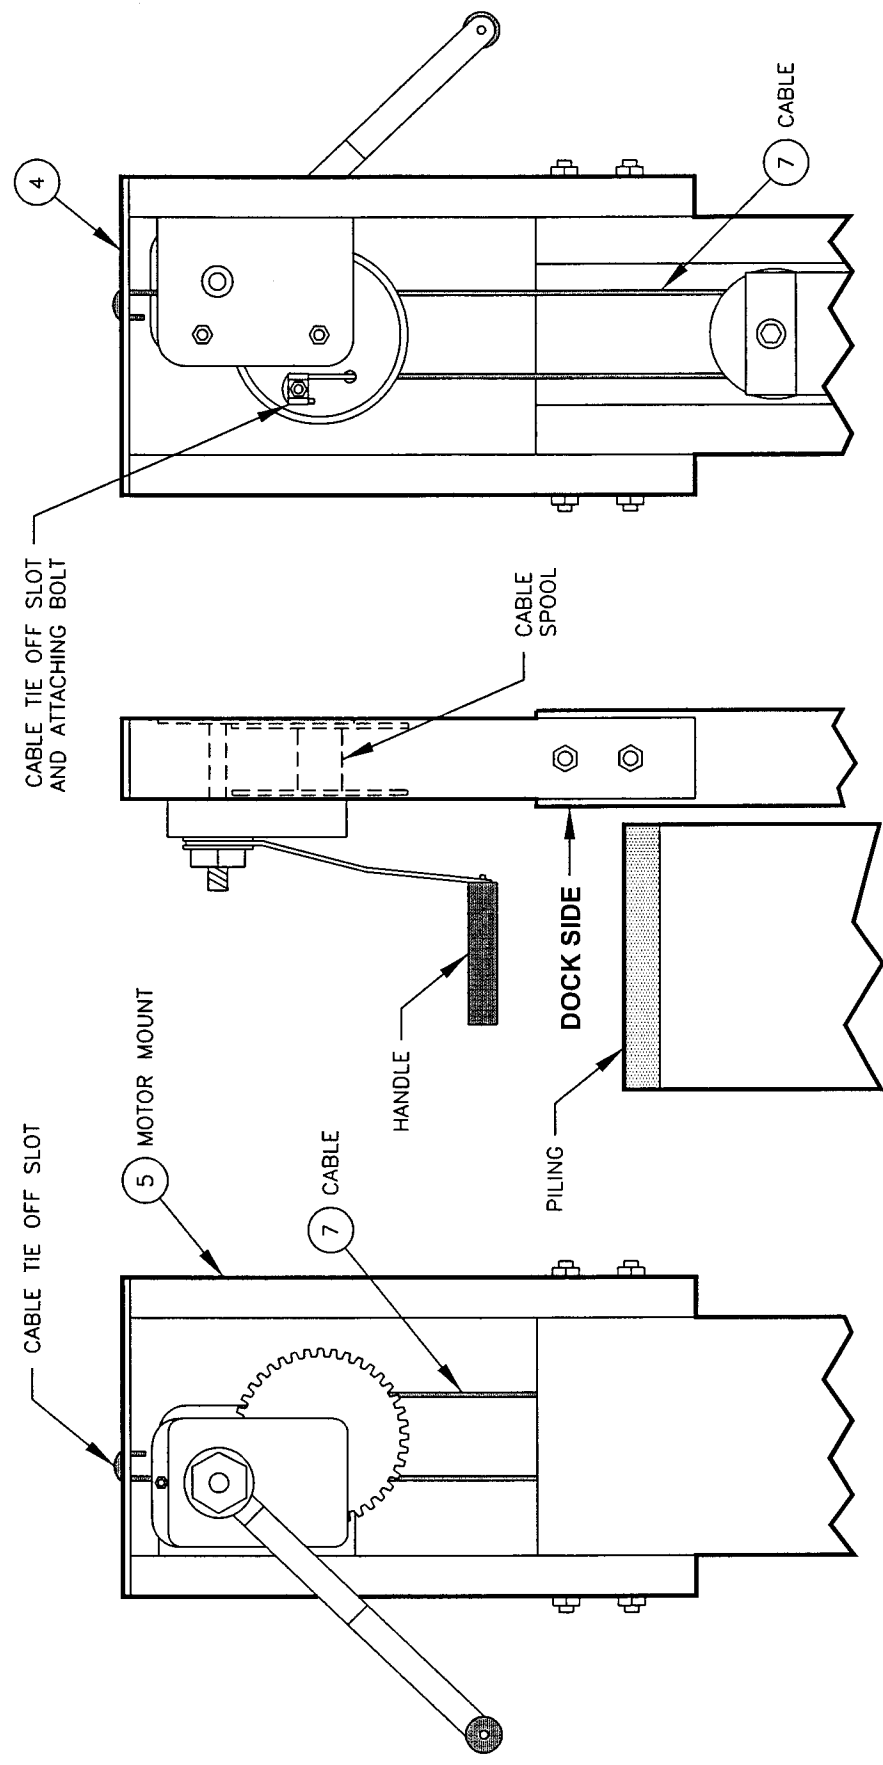 CABLE TIE OFF SLOT
5 MOTOR MOUNT
7 CABLE
PILING
HANDLE
DOCK SIDE
CABLE
SPOOL
CABLE TIE OFF SLOT
AND ATTACHING BOLT
4
7 CABLE